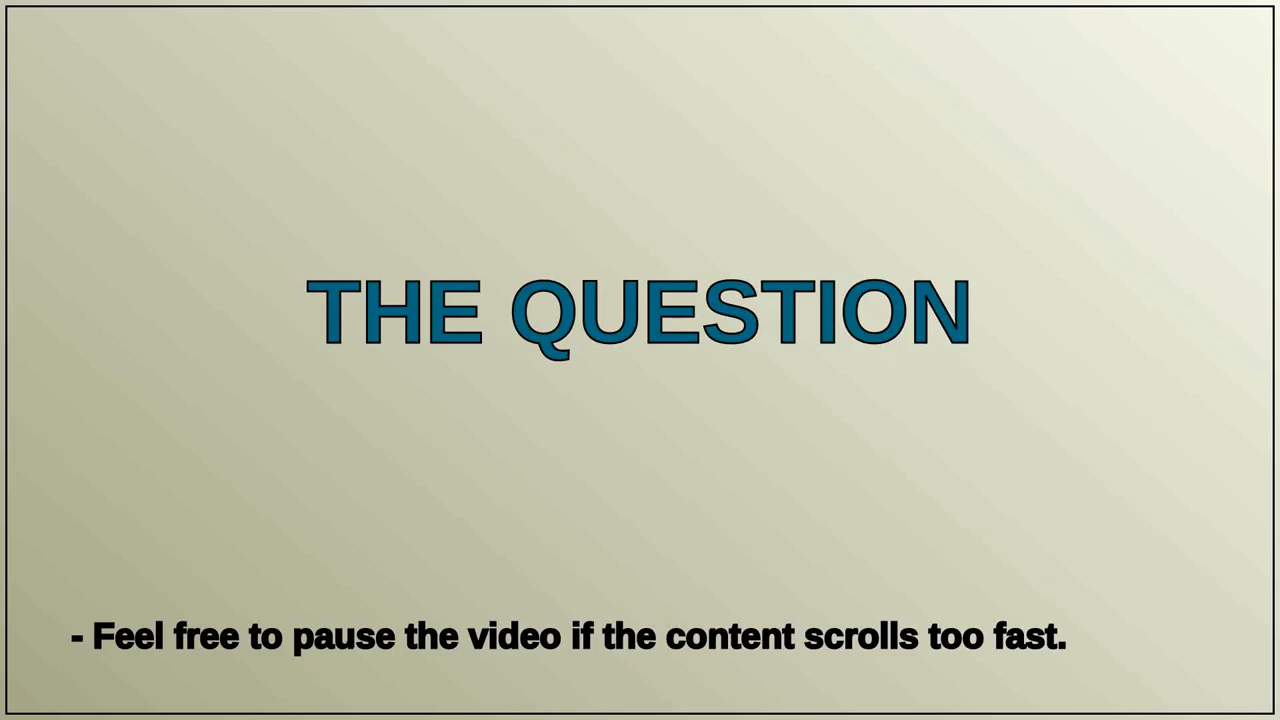 THE QUESTION
- Feel free to pause the video if the content scrolls too fast.